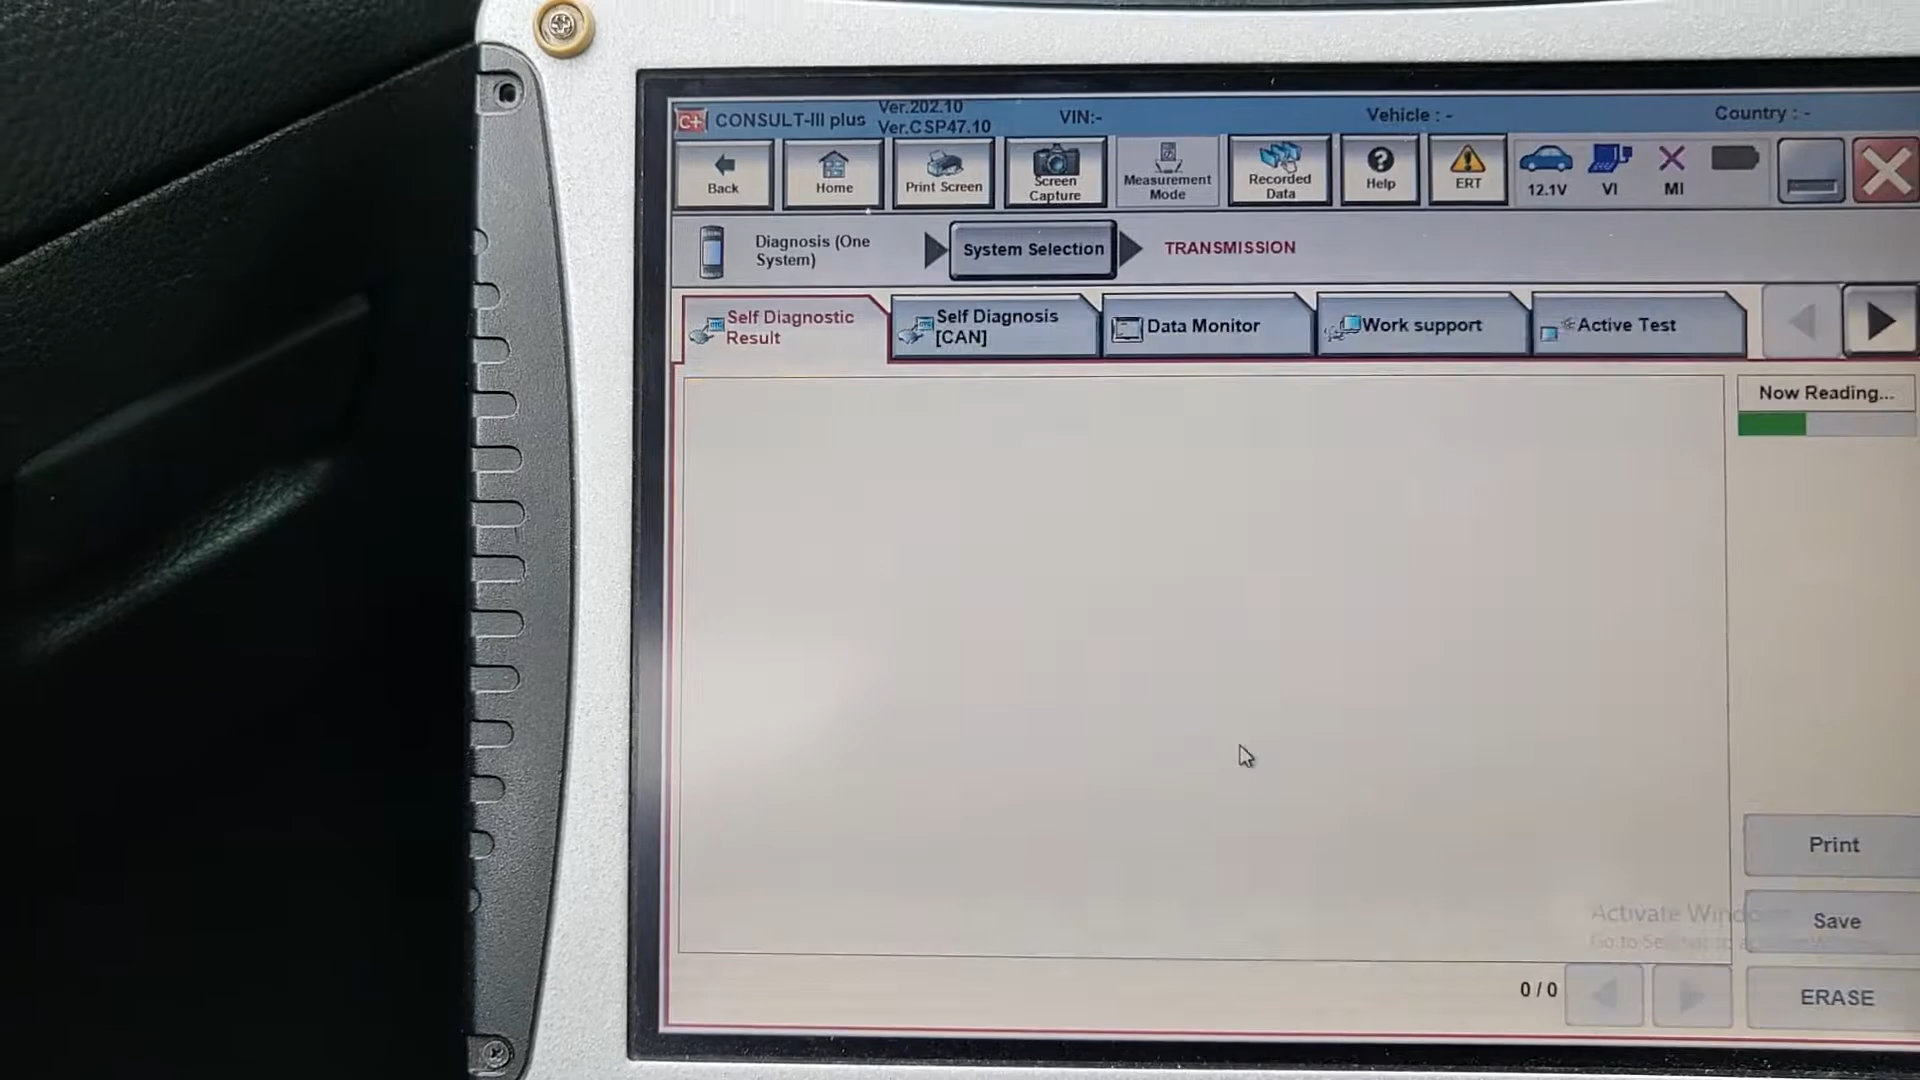 C+ CONSULT-III plus
Ver.202.10
Ver.CSP47.10
VIN:-
Vehicle : -
Country : -
Back
Home
Print Screen
Screen
Capture
Measurement
Mode
Recorded
Data
Help
ERT
12.1V
VI
MI
Diagnosis (One
System)
System Selection
TRANSMISSION
Self Diagnostic
Result
Self Diagnosis
[CAN]
Data Monitor
Work support
Active Test
Now Reading...
Print
Activate
Save
Go to
0 / 0
ERASE